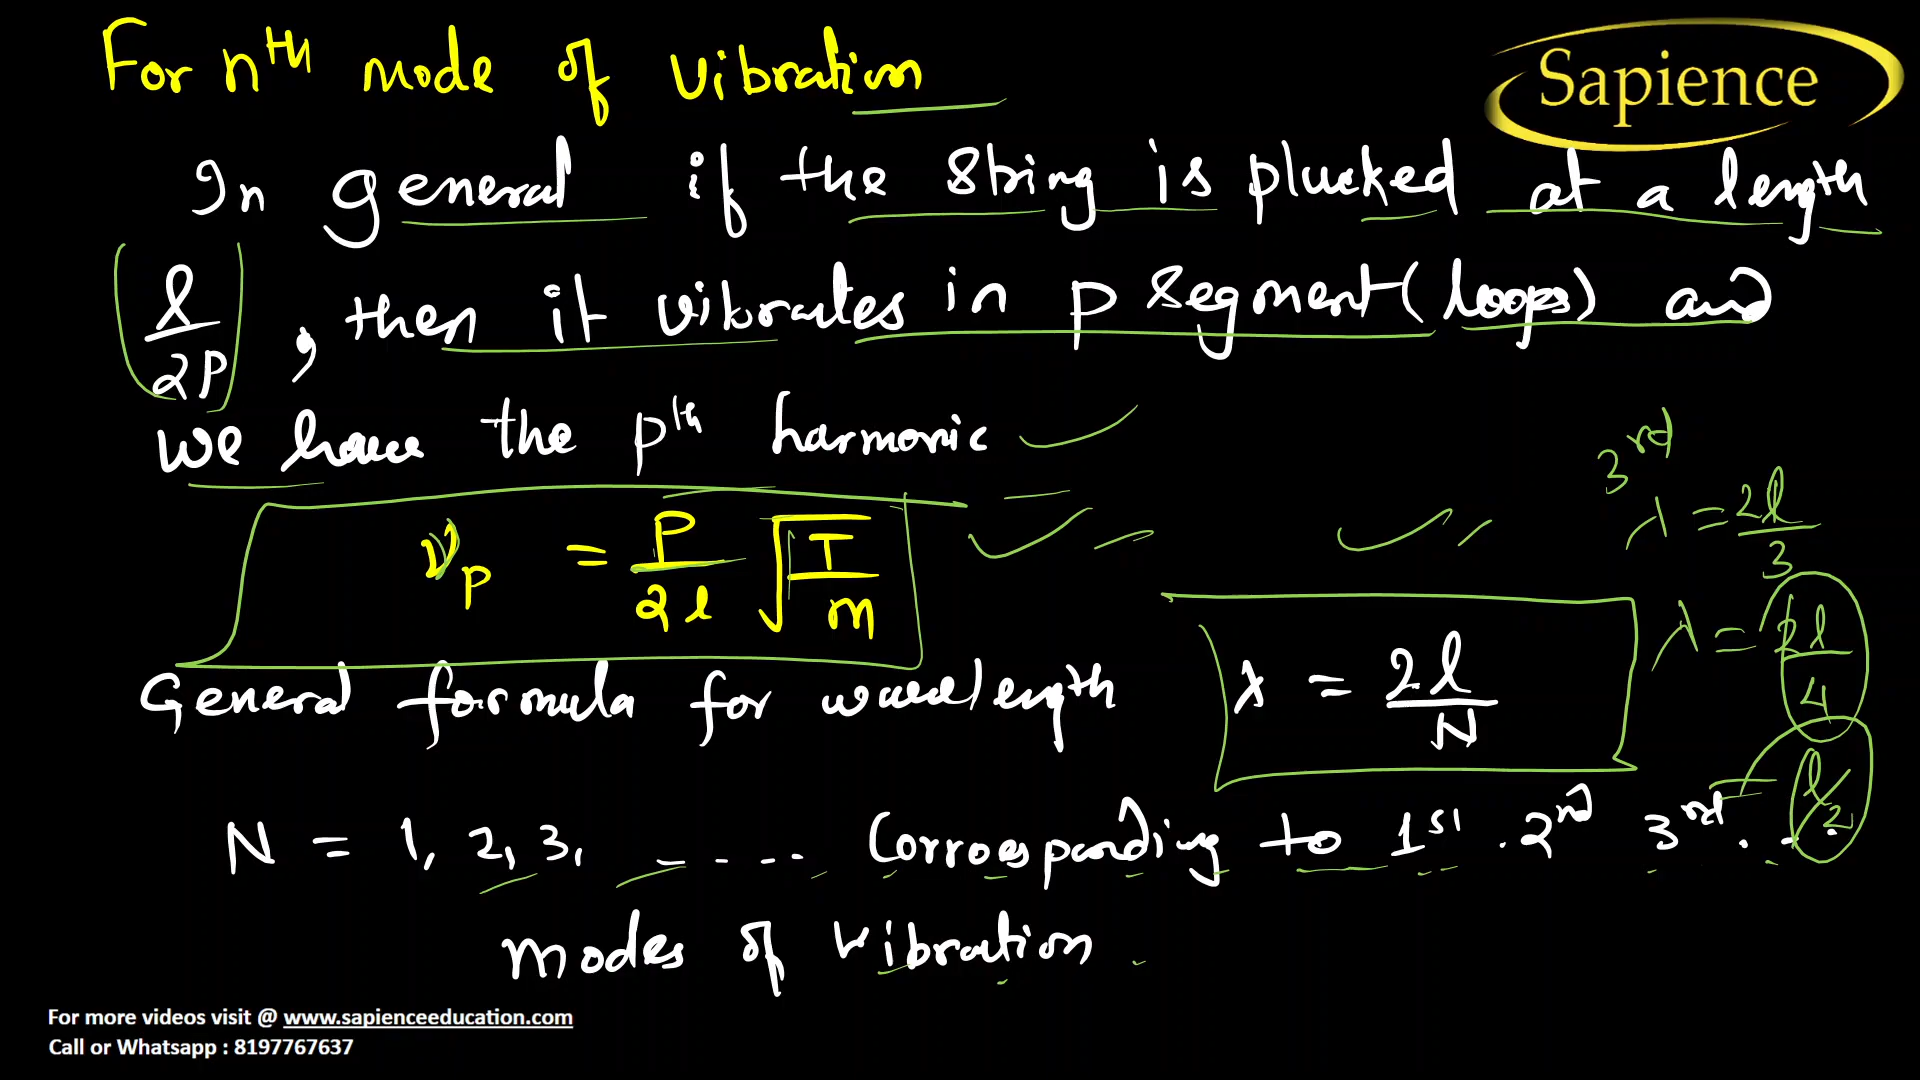 For nth mode of vibration
Sapience
In general if the string is plucked at a length
l/2P, then it vibrates in p segment (loops) and
we have the pth harmonic
3rd
λ = 2l/3
νp = P/2l √T/m
λ = 2l/4
General formula for wavelength λ = 2l/N
= l/2
N = 1, 2, 3, ---- Corrosponding to 1st . 2nd 3rd . . .
modes of vibration .
For more videos visit @ www.sapienceeducation.com
Call or Whatsapp : 8197767637